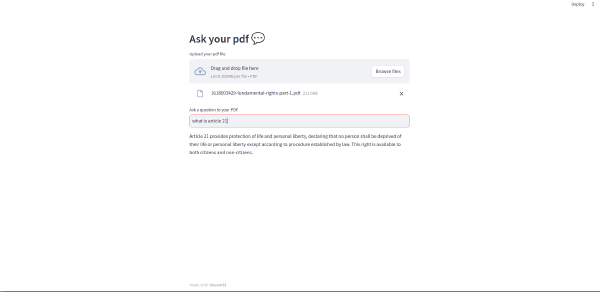 Deploy
Ask your pdf 💬
Upload your pdf file
Drag and drop file here
Limit 200MB per file • PDF
Browse files
1618003429-fundamental-rights-part-1.pdf
Ask a question to your PDF
what is article 21
Article 21 provides protection of life and personal liberty, declaring that no person shall be deprived of
their life or personal liberty except according to procedure established by law. This right is available to
both citizens and non-citizens.
made with Streamlit